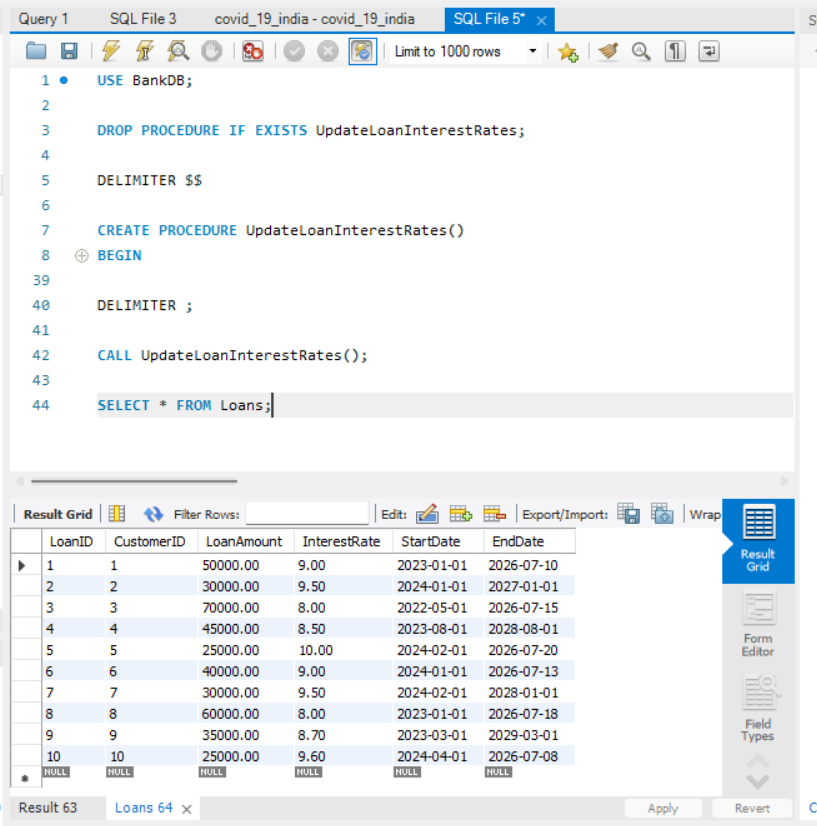 Query 1 SQL File 3 covid_19_india - covid_19_india SQL File 5* S
Limit to 1000 rows
1 USE BankDB;
2
3 DROP PROCEDURE IF EXISTS UpdateLoanInterestRates;
4
5 DELIMITER $$
6
7 CREATE PROCEDURE UpdateLoanInterestRates()
8 BEGIN
39
40 DELIMITER ;
41
42 CALL UpdateLoanInterestRates();
43
44 SELECT * FROM Loans;
Result Grid Filter Rows: Edit: Export/Import: Wrap
LoanID CustomerID LoanAmount InterestRate StartDate EndDate
1 1 50000.00 9.00 2023-01-01 2026-07-10
2 2 30000.00 9.50 2024-01-01 2027-01-01
3 3 70000.00 8.00 2022-05-01 2026-07-15
4 4 45000.00 8.50 2023-08-01 2028-08-01
5 5 25000.00 10.00 2024-02-01 2026-07-20
6 6 40000.00 9.00 2024-01-01 2026-07-13
7 7 30000.00 9.50 2024-02-01 2028-01-01
8 8 60000.00 8.00 2023-01-01 2026-07-18
9 9 35000.00 8.70 2023-03-01 2029-03-01
10 10 25000.00 9.60 2024-04-01 2026-07-08
NULL NULL NULL NULL NULL NULL
Result
Grid
Form
Editor
Field
Types
Result 63 Loans 64 Apply Revert C